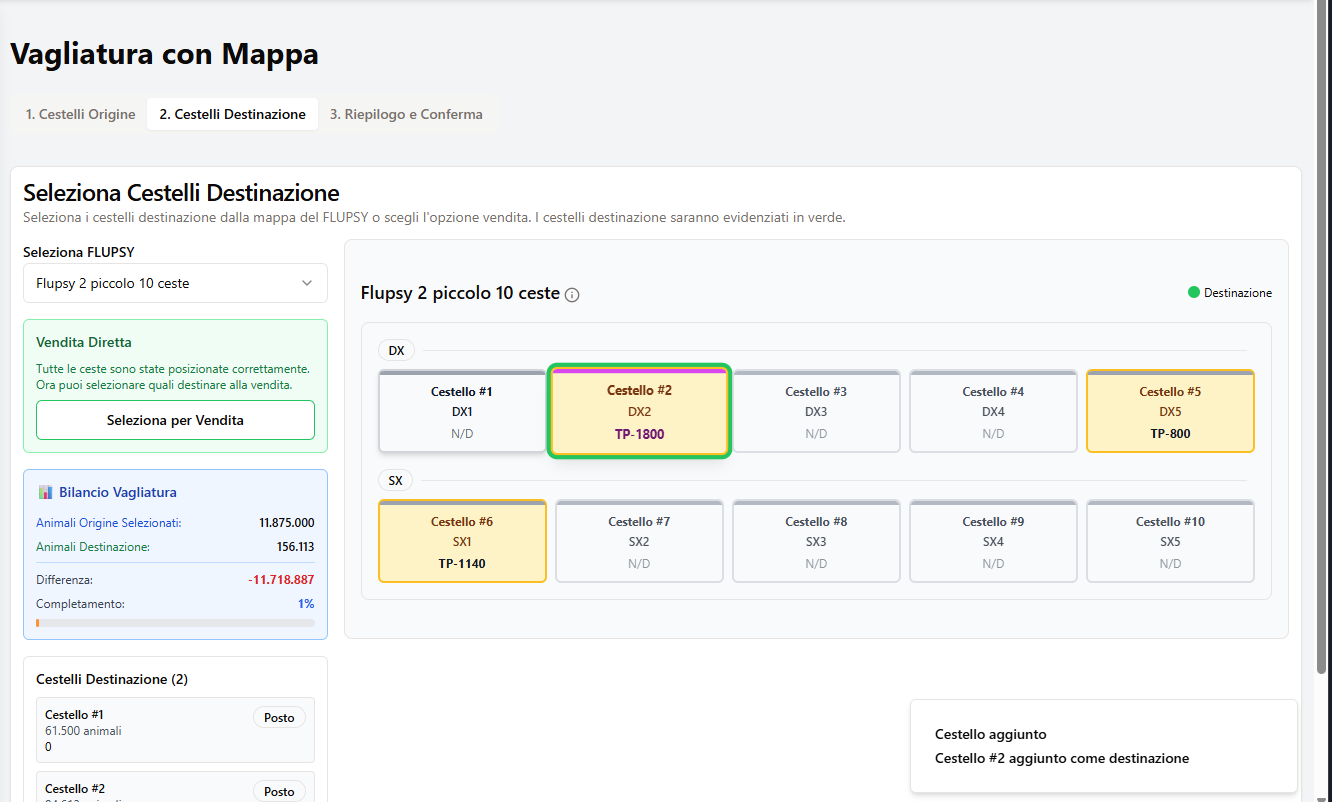 Vagliatura con Mappa
1. Cestelli Origine
2. Cestelli Destinazione
3. Riepilogo e Conferma
Seleziona Cestelli Destinazione
Seleziona i cestelli destinazione dalla mappa del FLUPSY o scegli l'opzione vendita. I cestelli destinazione saranno evidenziati in verde.
Seleziona FLUPSY
Flupsy 2 piccolo 10 ceste
Vendita Diretta
Tutte le ceste sono state posizionate correttamente.
Ora puoi selezionare quali destinare alla vendita.
Seleziona per Vendita
Bilancio Vagliatura
Animali Origine Selezionati: 11.875.000
Animali Destinazione: 156.113
Differenza: -11.718.887
Completamento: 1%
Cestelli Destinazione (2)
Cestello #1
Posto
61.500 animali
0
Cestello #2
Posto
Flupsy 2 piccolo 10 ceste
Destinazione
DX
Cestello #1
DX1
N/D
Cestello #2
DX2
TP-1800
Cestello #3
DX3
N/D
Cestello #4
DX4
N/D
Cestello #5
DX5
TP-800
SX
Cestello #6
SX1
TP-1140
Cestello #7
SX2
N/D
Cestello #8
SX3
N/D
Cestello #9
SX4
N/D
Cestello #10
SX5
N/D
Cestello aggiunto
Cestello #2 aggiunto come destinazione